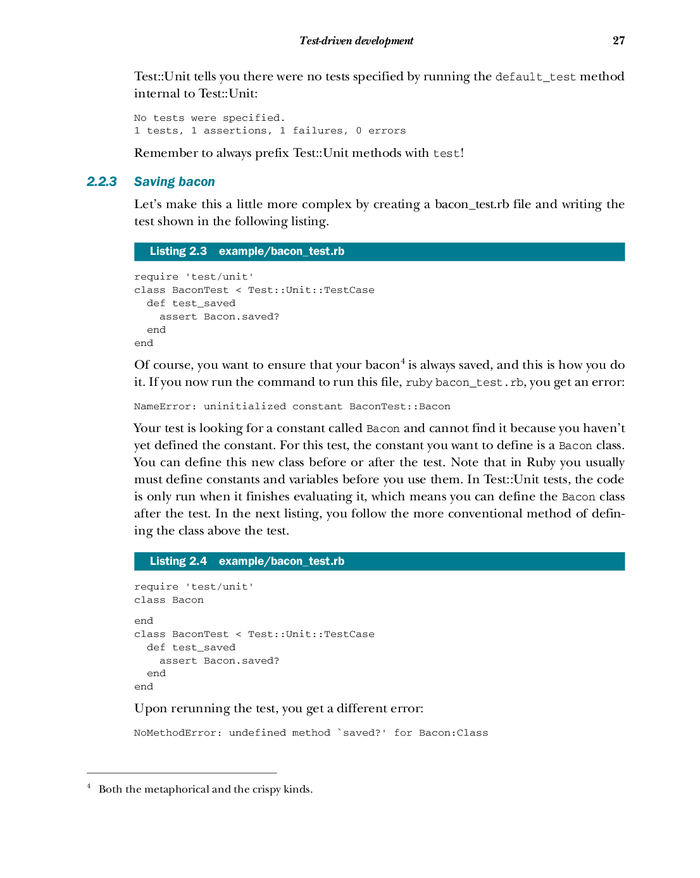 Test-driven development 27
Test::Unit tells you there were no tests specified by running the default_test method
internal to Test::Unit:
No tests were specified.
1 tests, 1 assertions, 1 failures, 0 errors
Remember to always prefix Test::Unit methods with test!
2.2.3 Saving bacon
Let's make this a little more complex by creating a bacon_test.rb file and writing the
test shown in the following listing.
Listing 2.3 example/bacon_test.rb
require 'test/unit'
class BaconTest < Test::Unit::TestCase
  def test_saved
    assert Bacon.saved?
  end
end
Of course, you want to ensure that your bacon4 is always saved, and this is how you do
it. If you now run the command to run this file, ruby bacon_test.rb, you get an error:
NameError: uninitialized constant BaconTest::Bacon
Your test is looking for a constant called Bacon and cannot find it because you haven't
yet defined the constant. For this test, the constant you want to define is a Bacon class.
You can define this new class before or after the test. Note that in Ruby you usually
must define constants and variables before you use them. In Test::Unit tests, the code
is only run when it finishes evaluating it, which means you can define the Bacon class
after the test. In the next listing, you follow the more conventional method of defin-
ing the class above the test.
Listing 2.4 example/bacon_test.rb
require 'test/unit'
class Bacon
end
class BaconTest < Test::Unit::TestCase
  def test_saved
    assert Bacon.saved?
  end
end
Upon rerunning the test, you get a different error:
NoMethodError: undefined method `saved?' for Bacon:Class
4 Both the metaphorical and the crispy kinds.